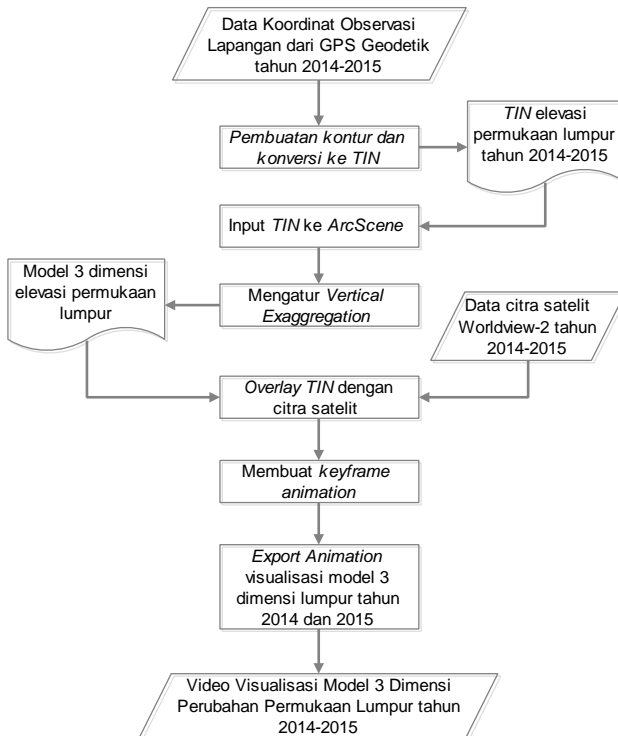 Data Koordinat Observasi
Lapangan dari GPS Geodetik
tahun 2014-2015
Pembuatan kontur dan
konversi ke TIN
TIN elevasi
permukaan lumpur
tahun 2014-2015
Input TIN ke ArcScene
Mengatur Vertical
Exaggregation
Model 3 dimensi
elevasi permukaan
lumpur
Data citra satelit
Worldview-2 tahun
2014-2015
Overlay TIN dengan
citra satelit
Membuat keyframe
animation
Export Animation
visualisasi model 3
dimensi lumpur tahun
2014 dan 2015
Video Visualisasi Model 3 Dimensi
Perubahan Permukaan Lumpur tahun
2014-2015